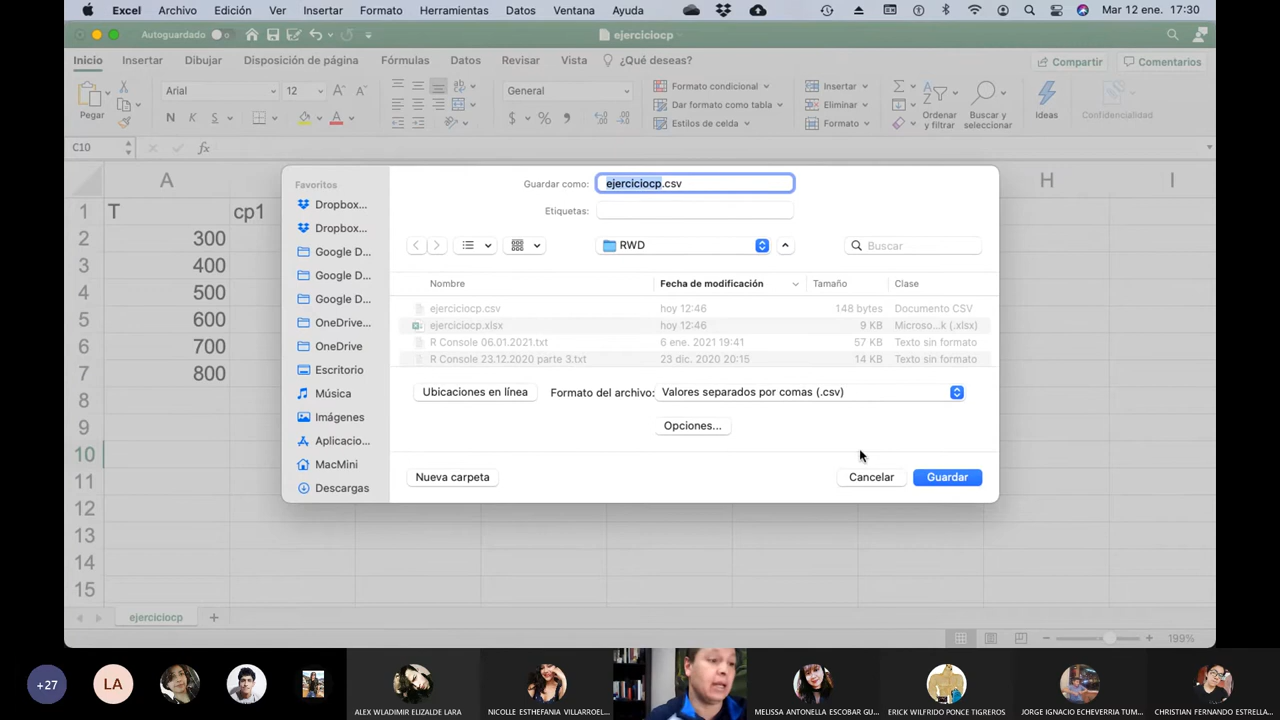 Excel Archivo Edición Ver Insertar Formato Herramientas Datos Ventana Ayuda Mar 12 ene. 17:30
Autoguardado ejerciciocp
Inicio Insertar Dibujar Disposición de página Fórmulas Datos Revisar Vista ¿Qué deseas? Compartir Comentarios
Pegar Arial 12 General Formato condicional Insertar
N K S Dar formato como tabla Eliminar
Estilos de celda Formato
Ordenar y filtrar Buscar y seleccionar Ideas Confidencialidad
C10 fx
A H I
1 T cp1
2 300
3 400
4 500
5 600
6 700
7 800
8
9
10
11
12
13
14
15
Favoritos
Dropbox...
Dropbox...
Google D...
Google D...
Google D...
OneDrive...
OneDrive
Escritorio
Música
Imágenes
Aplicacio...
MacMini
Descargas
Guardar como: ejerciciocp.csv
Etiquetas:
RWD Buscar
Nombre Fecha de modificación Tamaño Clase
ejerciciocp.csv hoy 12:46 148 bytes Documento CSV
ejerciciocp.xlsx hoy 12:46 9 KB Microso...k (.xlsx)
R Console 06.01.2021.txt 6 ene. 2021 19:41 57 KB Texto sin formato
R Console 23.12.2020 parte 3.txt 23 dic. 2020 20:15 14 KB Texto sin formato
Ubicaciones en línea Formato del archivo: Valores separados por comas (.csv)
Opciones...
Nueva carpeta Cancelar Guardar
ejerciciocp
199%
+27 LA
ALEX WLADIMIR ELIZALDE LARA NICOLLE ESTHEFANIA VILLARROEL... MELISSA ANTONELLA ESCOBAR GU... ERICK WILFRIDO PONCE TIGREROS JORGE IGNACIO ECHEVERRIA TUM... CHRISTIAN FERNANDO ESTRELLA...